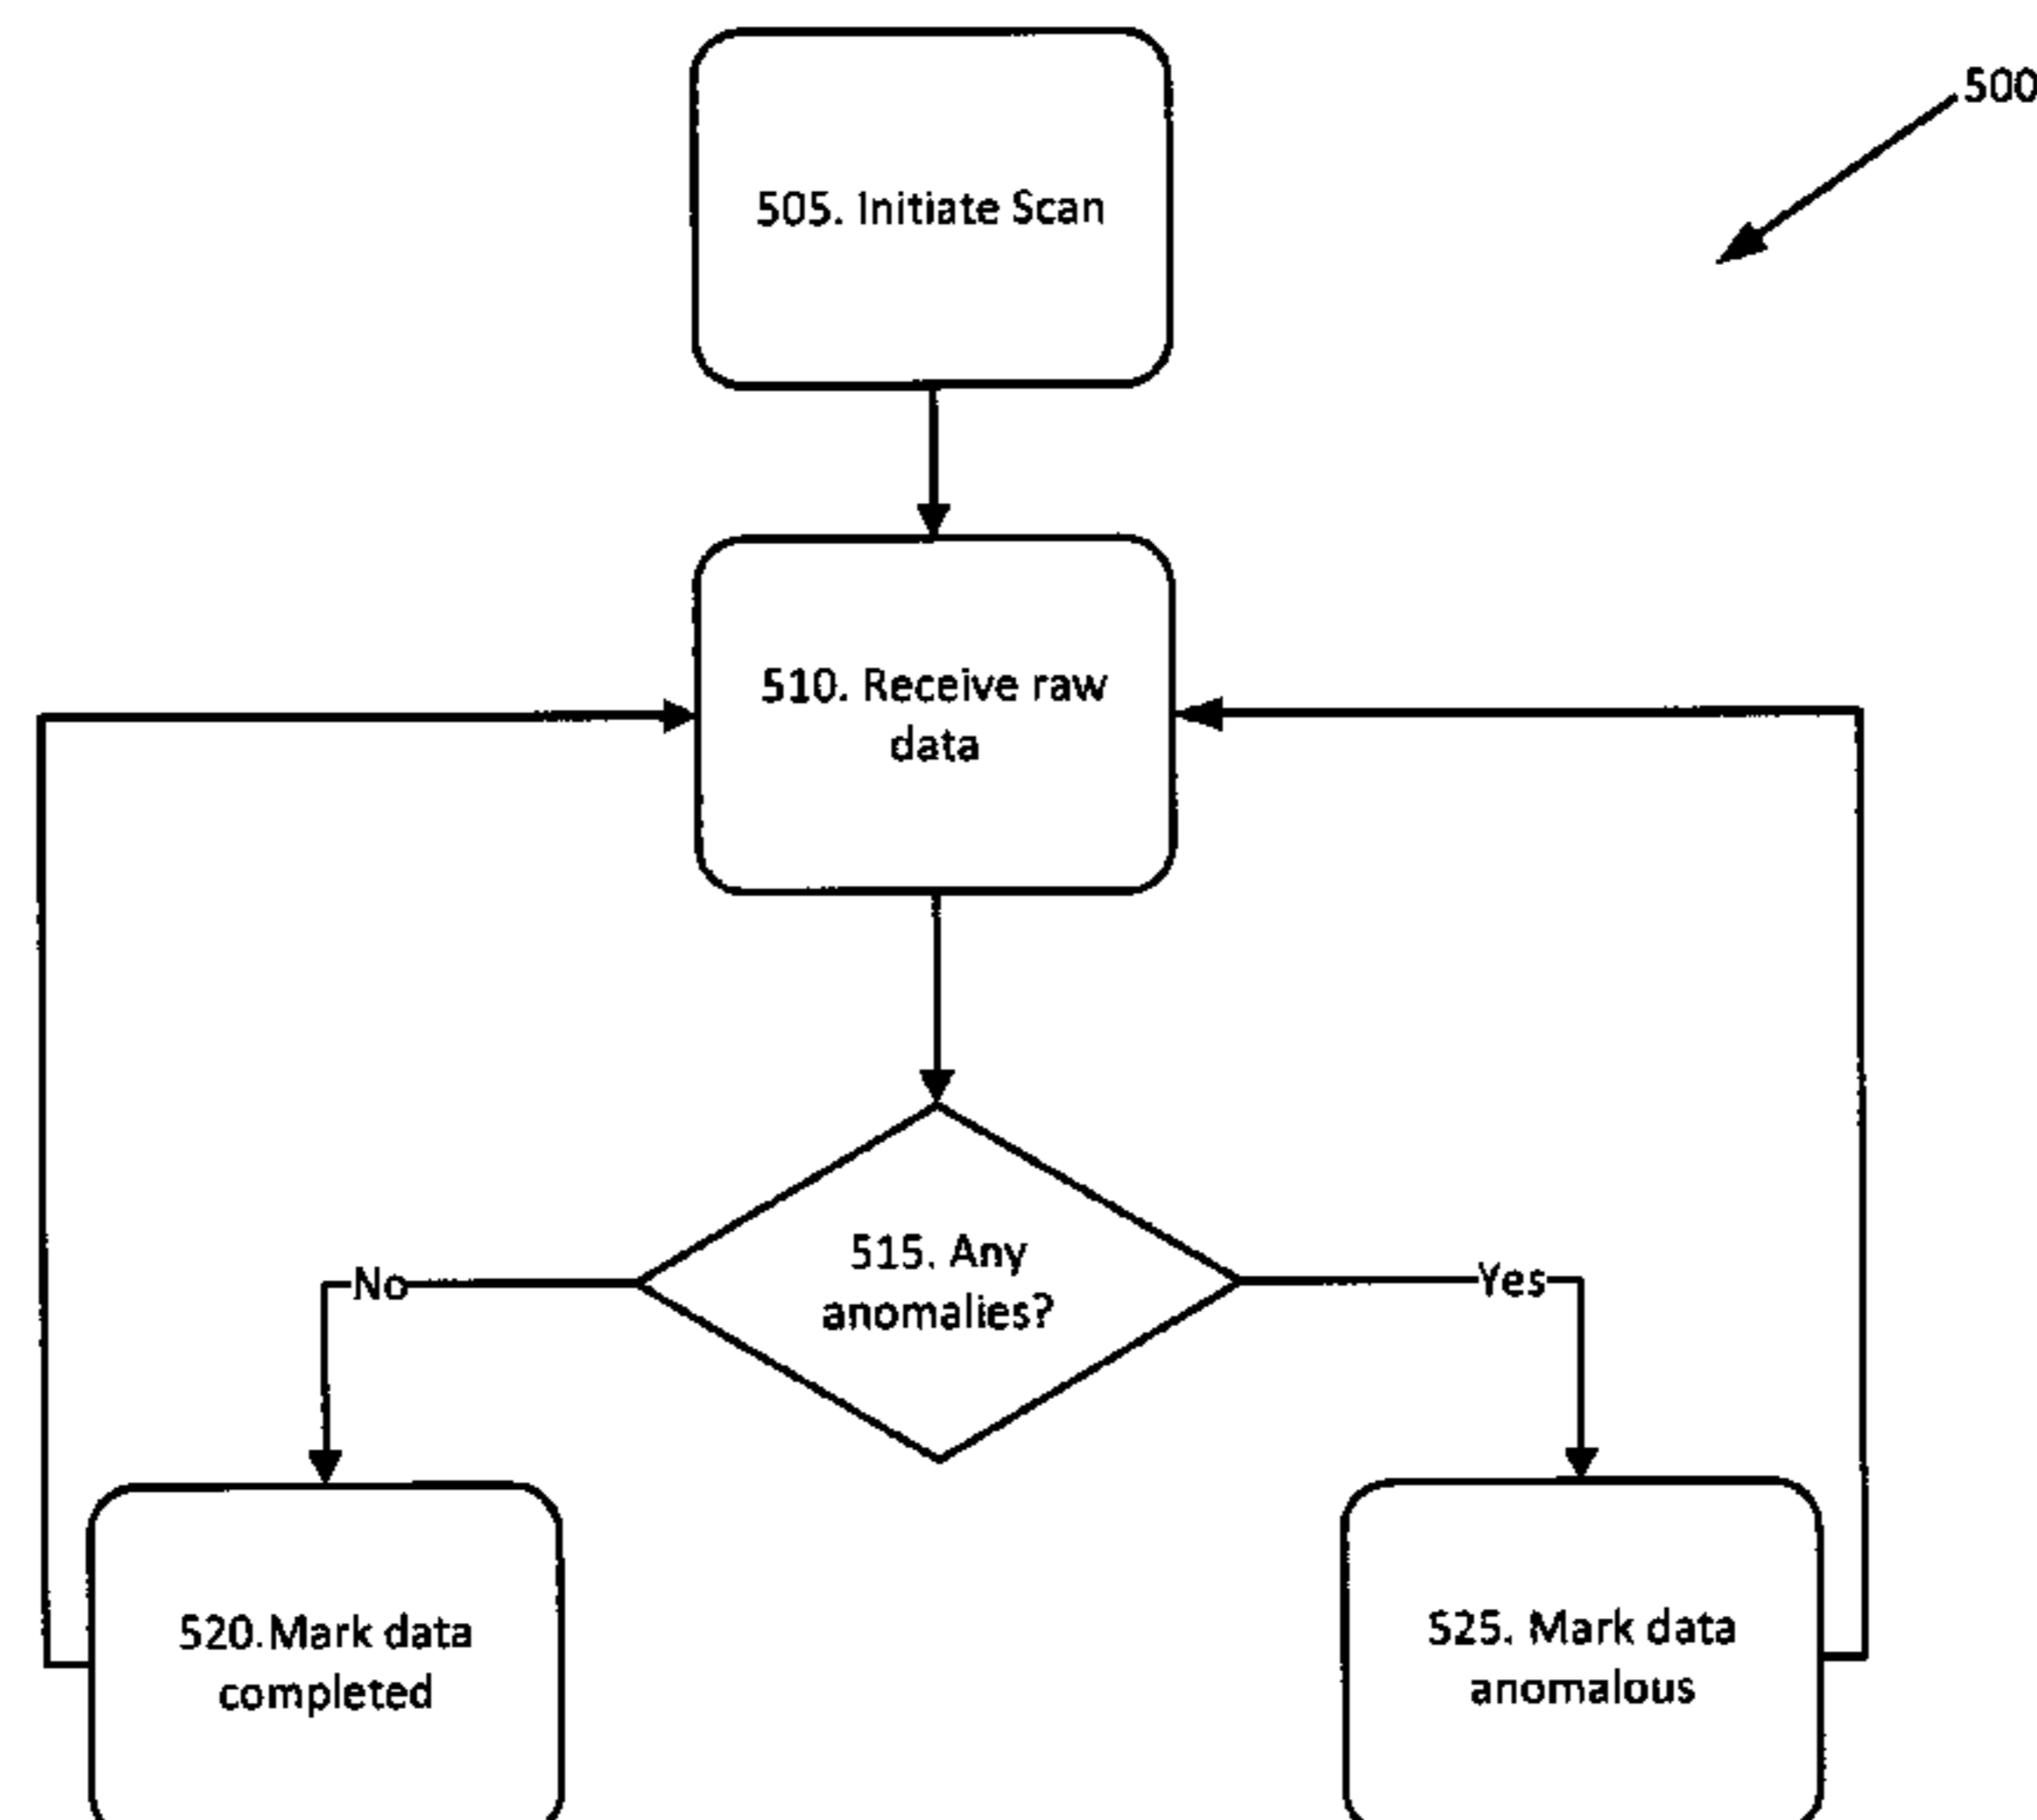 500
505. Initiate Scan
510. Receive raw
data
515. Any
anomalies?
No
Yes
520.Mark data
completed
525. Mark data
anomalous